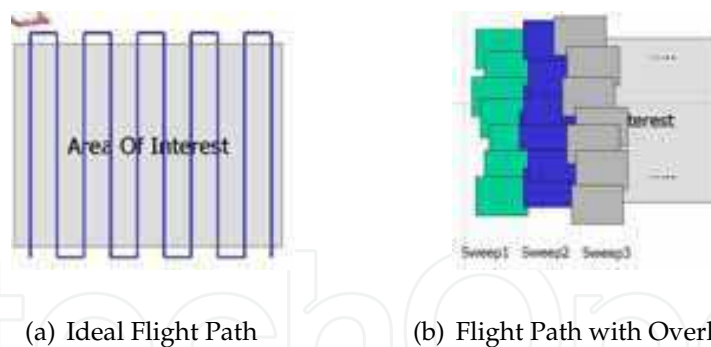 Area Of Interest
terest
.....
.....
Sweep1 Sweep2 Sweep3
(a) Ideal Flight Path
(b) Flight Path with Overl